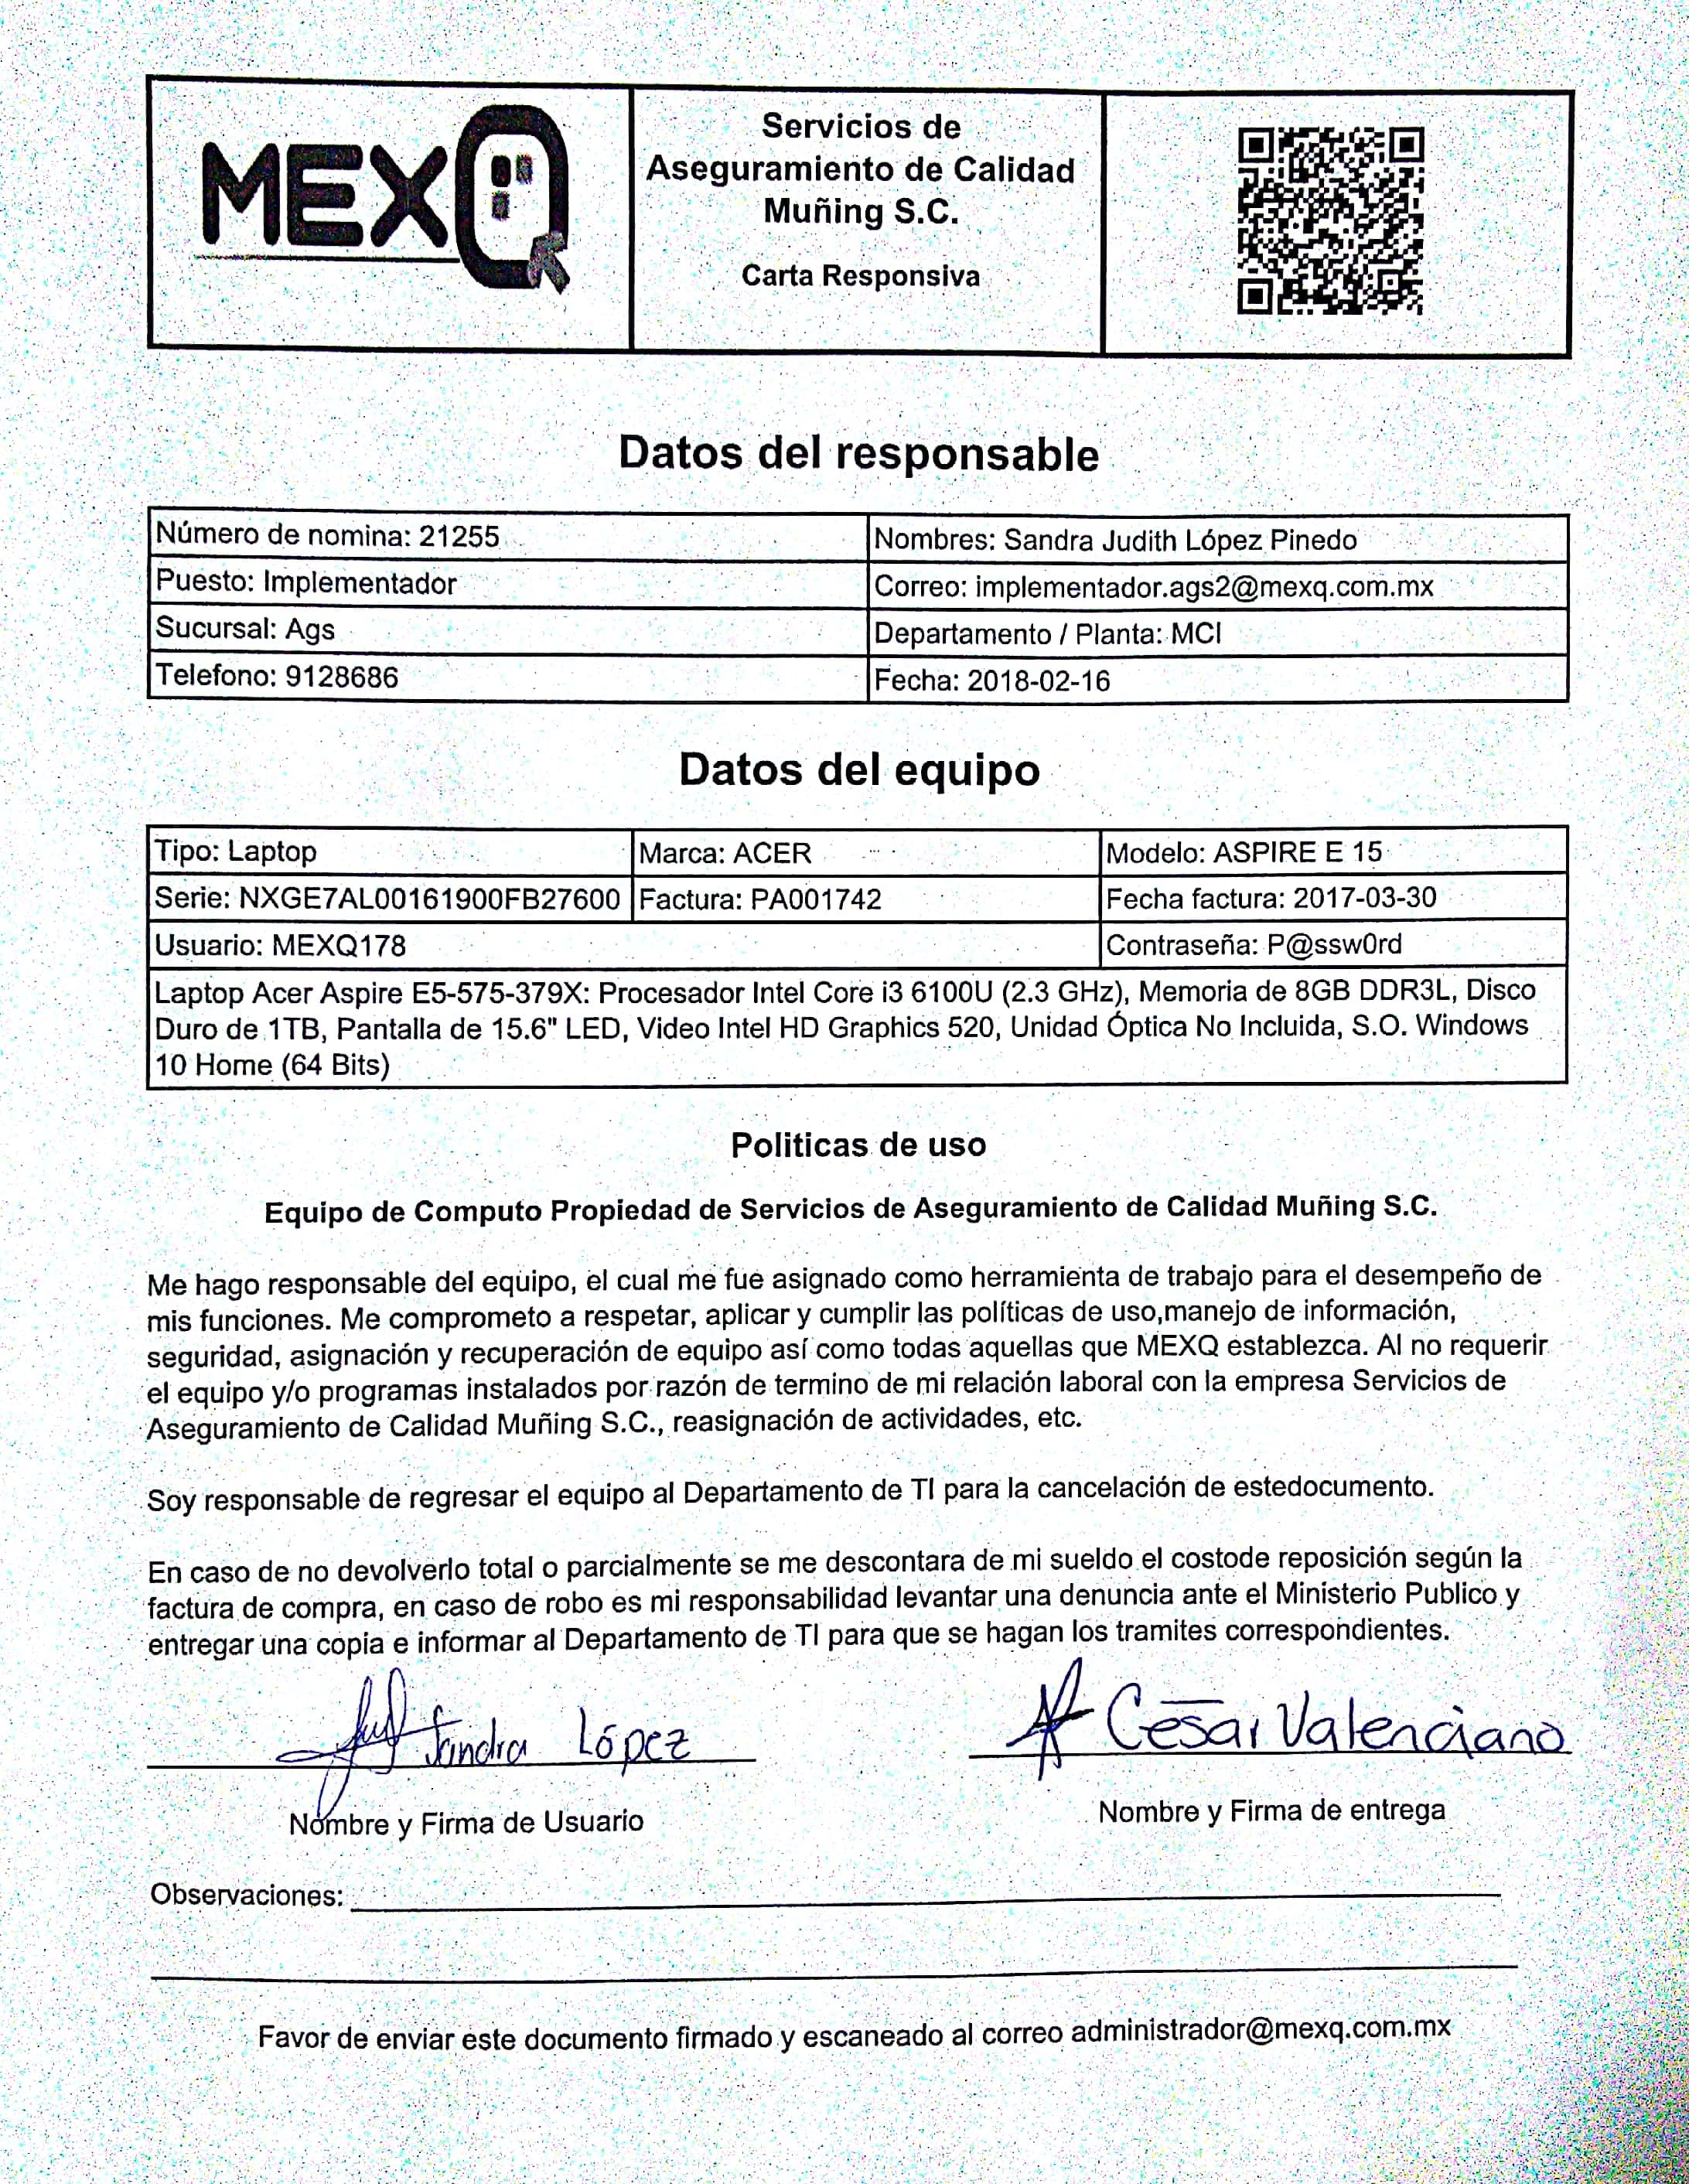 MEXQ
Servicios de
Aseguramiento de Calidad
Muñing S.C.
Carta Responsiva
Datos del responsable
Número de nomina: 21255
Nombres: Sandra Judith López Pinedo
Puesto: Implementador
Correo: implementador.ags2@mexq.com.mx
Sucursal: Ags
Departamento / Planta: MCI
Telefono: 9128686
Fecha: 2018-02-16
Datos del equipo
Tipo: Laptop
Marca: ACER
Modelo: ASPIRE E 15
Serie: NXGE7AL00161900FB27600
Factura: PA001742
Fecha factura: 2017-03-30
Usuario: MEXQ178
Contraseña: P@ssw0rd
Laptop Acer Aspire E5-575-379X: Procesador Intel Core i3 6100U (2.3 GHz), Memoria de 8GB DDR3L, Disco
Duro de 1TB, Pantalla de 15.6" LED, Video Intel HD Graphics 520, Unidad Óptica No Incluida, S.O. Windows
10 Home (64 Bits)
Politicas de uso
Equipo de Computo Propiedad de Servicios de Aseguramiento de Calidad Muñing S.C.
Me hago responsable del equipo, el cual me fue asignado como herramienta de trabajo para el desempeño de
mis funciones. Me comprometo a respetar, aplicar y cumplir las políticas de uso,manejo de información,
seguridad, asignación y recuperación de equipo así como todas aquellas que MEXQ establezca. Al no requerir
el equipo y/o programas instalados por razón de termino de mi relación laboral con la empresa Servicios de
Aseguramiento de Calidad Muñing S.C., reasignación de actividades, etc.
Soy responsable de regresar el equipo al Departamento de TI para la cancelación de estedocumento.
En caso de no devolverlo total o parcialmente se me descontara de mi sueldo el costode reposición según la
factura de compra, en caso de robo es mi responsabilidad levantar una denuncia ante el Ministerio Publico y
entregar una copia e informar al Departamento de TI para que se hagan los tramites correspondientes.
Sandra López
César Valenciano
Nombre y Firma de Usuario
Nombre y Firma de entrega
Observaciones:
Favor de enviar este documento firmado y escaneado al correo administrador@mexq.com.mx